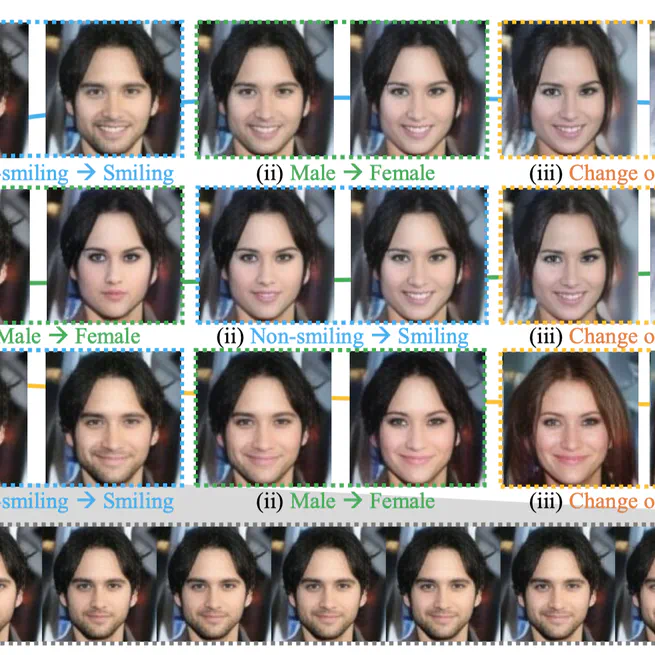 -smiling → Smiling (ii) Male → Female (iii) Change o
Male → Female (ii) Non-smiling → Smiling (iii) Change o
-smiling → Smiling (ii) Male → Female (iii) Change o